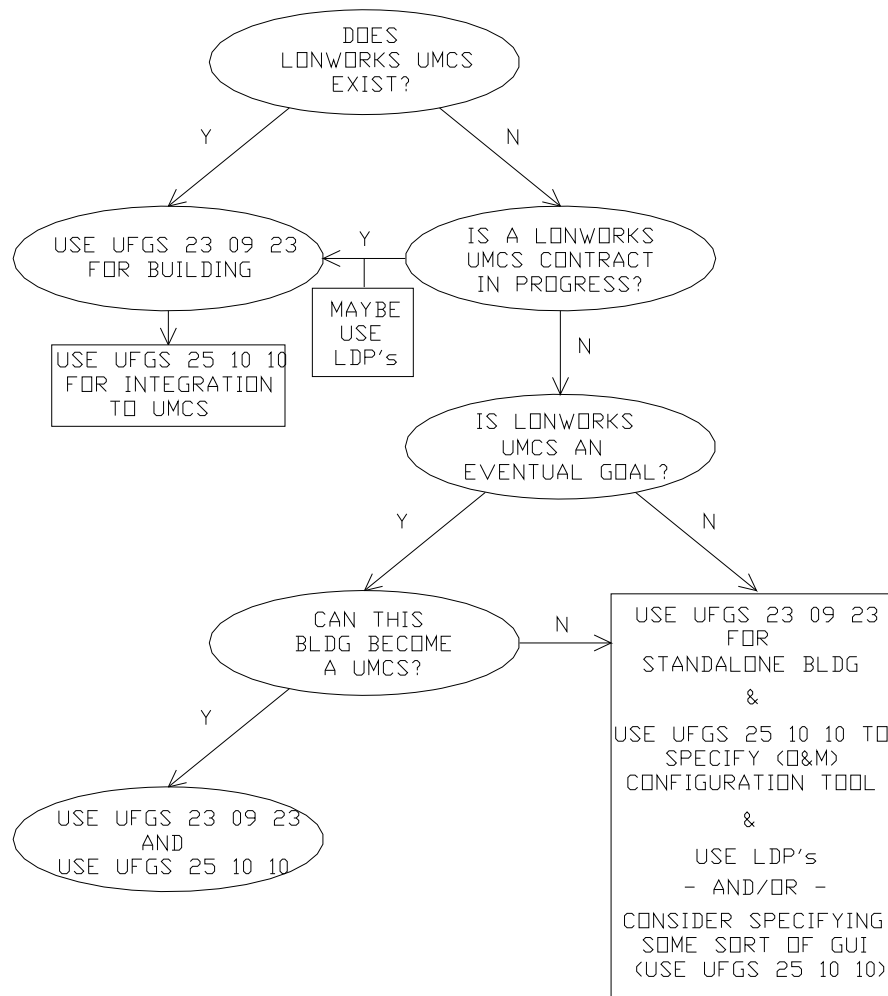 DOES
LONWORKS UMCS
EXIST?
Y
N
USE UFGS 23 09 23
FOR BUILDING
Y
IS A LONWORKS
UMCS CONTRACT
IN PROGRESS?
MAYBE
USE
LDP's
USE UFGS 25 10 10
FOR INTEGRATION
TO UMCS
N
IS LONWORKS
UMCS AN
EVENTUAL GOAL?
Y
N
CAN THIS
BLDG BECOME
A UMCS?
N
Y
USE UFGS 23 09 23
AND
USE UFGS 25 10 10
USE UFGS 23 09 23
FOR
STANDALONE BLDG
&
USE UFGS 25 10 10 TO
SPECIFY (O&M)
CONFIGURATION TOOL
&
USE LDP's
- AND/OR -
CONSIDER SPECIFYING
SOME SORT OF GUI
(USE UFGS 25 10 10)